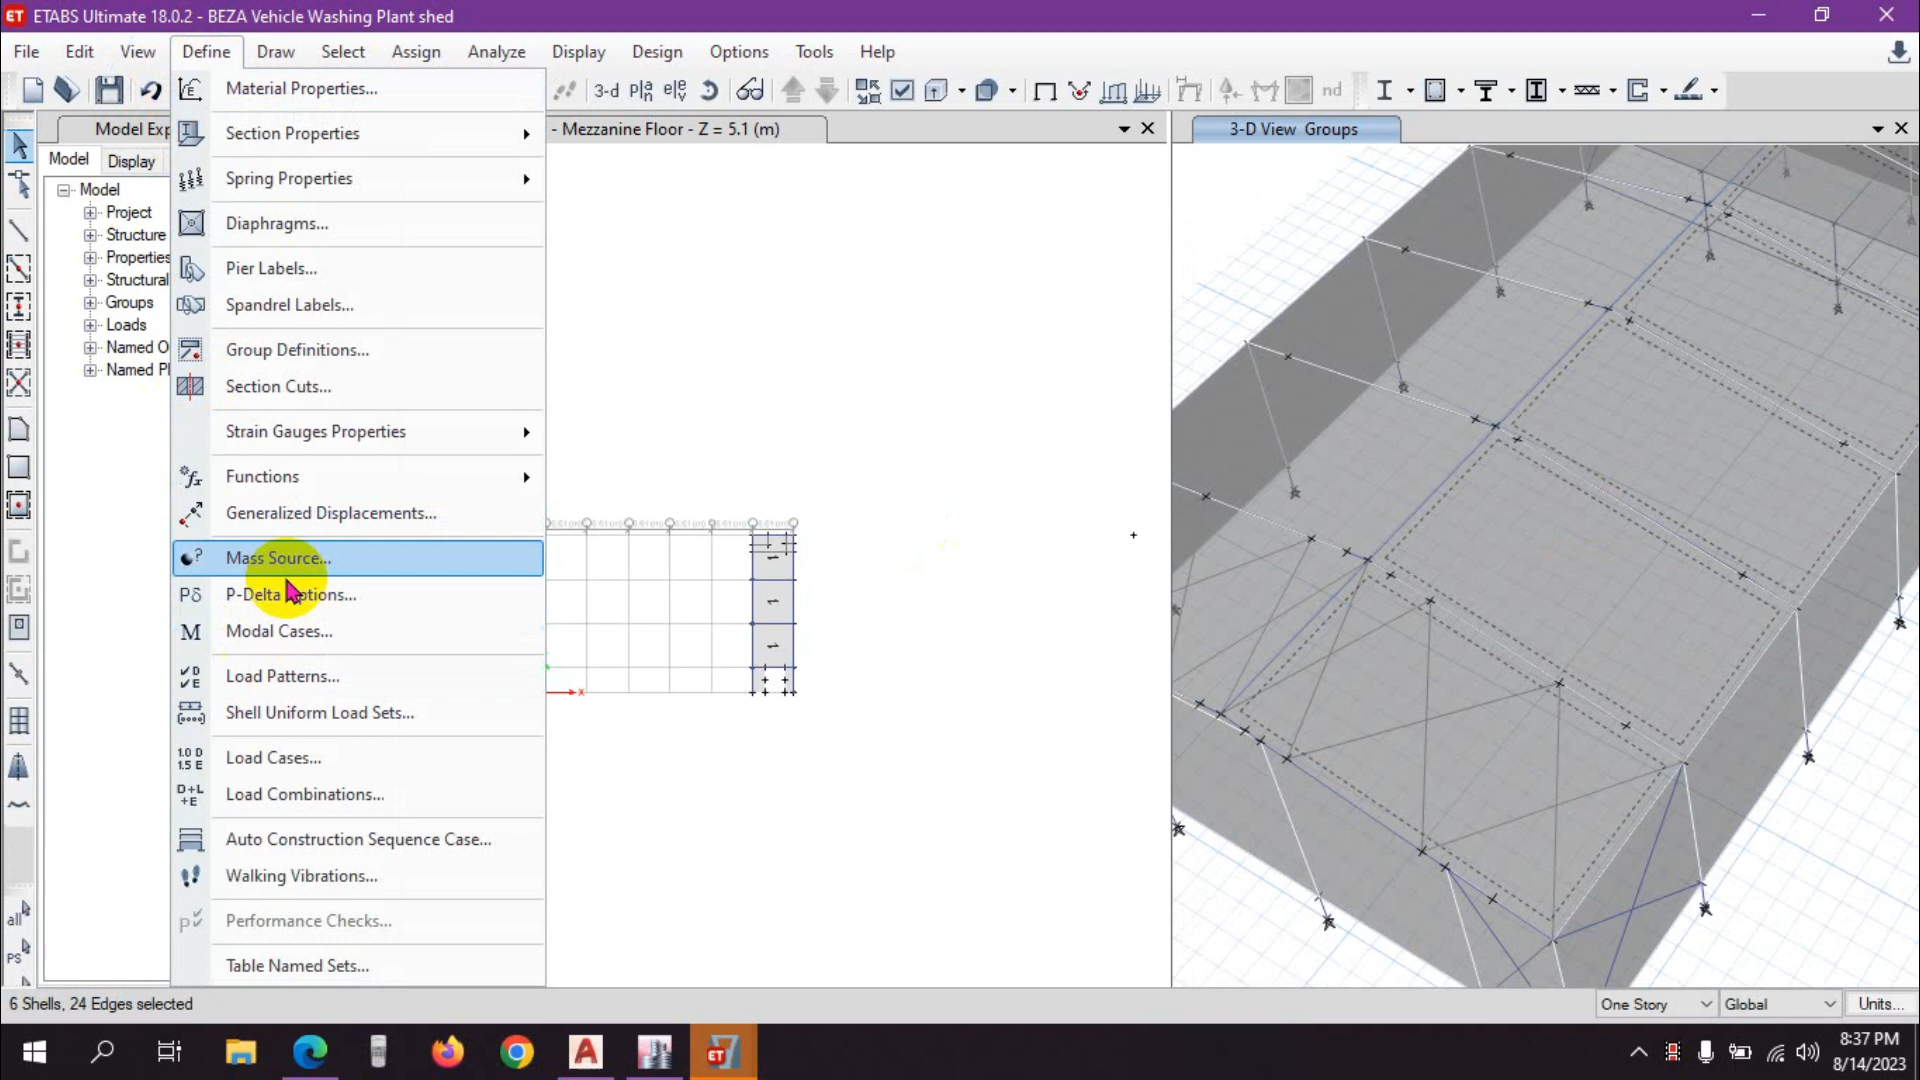 ETABS Ultimate 18.0.2 - BEZA Vehicle Washing Plant shed
File Edit View Define Draw Select Assign Analyze Display Design Options Tools Help
3-d Pla n ele v nd
Model Exp
- Mezzanine Floor - Z = 5.1 (m)
3-D View Groups
Model Display
Model
Project
Structure
Properties
Structural
Groups
Loads
Named O
Named Pl
Material Properties...
Section Properties
Spring Properties
Diaphragms...
Pier Labels...
Spandrel Labels...
Group Definitions...
Section Cuts...
Strain Gauges Properties
Functions
Generalized Displacements...
Mass Source...
P-Delta Options...
Modal Cases...
Load Patterns...
Shell Uniform Load Sets...
Load Cases...
Load Combinations...
Auto Construction Sequence Case...
Walking Vibrations...
Performance Checks...
Table Named Sets...
X
all
PS
6 Shells, 24 Edges selected
One Story Global Units...
8:37 PM
8/14/2023